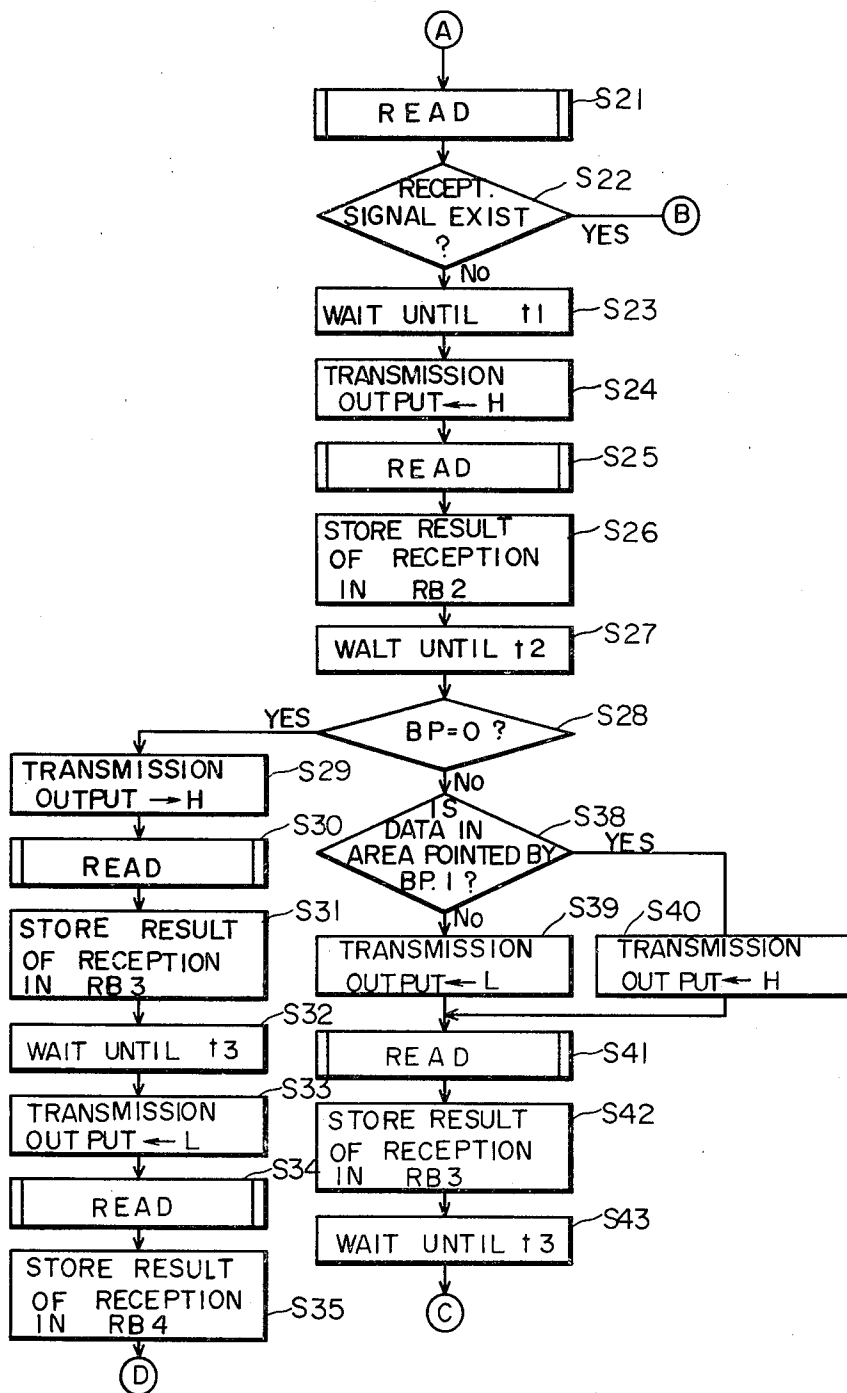 A
READ
S21
RECEPT.
SIGNAL EXIST
?
S22
YES
B
No
WAIT UNTIL t1
S23
TRANSMISSION
OUTPUT ← H
S24
READ
S25
STORE RESULT
OF RECEPTION
IN RB2
S26
WALT UNTIL t2
S27
BP=0 ?
S28
YES
No
TRANSMISSION
OUTPUT → H
S29
READ
S30
STORE RESULT
OF RECEPTION
IN RB3
S31
WAIT UNTIL t3
S32
TRANSMISSION
OUTPUT ← L
S33
READ
S34
STORE RESULT
OF RECEPTION
IN RB4
S35
D
IS
DATA IN
AREA POINTED BY
BP. 1 ?
S38
YES
No
TRANSMISSION
OUTPUT ← L
S39
TRANSMISSION
OUTPUT ← H
S40
READ
S41
STORE RESULT
OF RECEPTION
IN RB3
S42
WAIT UNTIL t3
S43
C